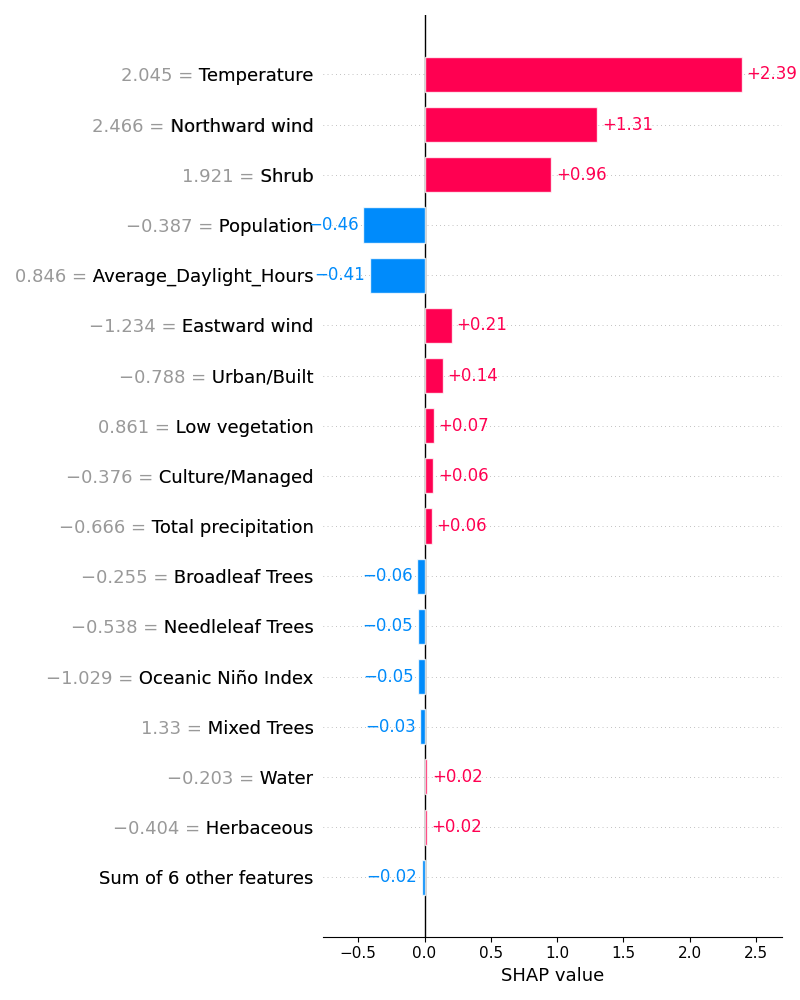 2.045 = Temperature +2.39
2.466 = Northward wind +1.31
1.921 = Shrub +0.96
−0.387 = Population −0.46
0.846 = Average_Daylight_Hours −0.41
−1.234 = Eastward wind +0.21
−0.788 = Urban/Built +0.14
0.861 = Low vegetation +0.07
−0.376 = Culture/Managed +0.06
−0.666 = Total precipitation +0.06
−0.255 = Broadleaf Trees −0.06
−0.538 = Needleleaf Trees −0.05
−1.029 = Oceanic Niño Index −0.05
1.33 = Mixed Trees −0.03
−0.203 = Water +0.02
−0.404 = Herbaceous +0.02
Sum of 6 other features −0.02
−0.5 0.0 0.5 1.0 1.5 2.0 2.5
SHAP value